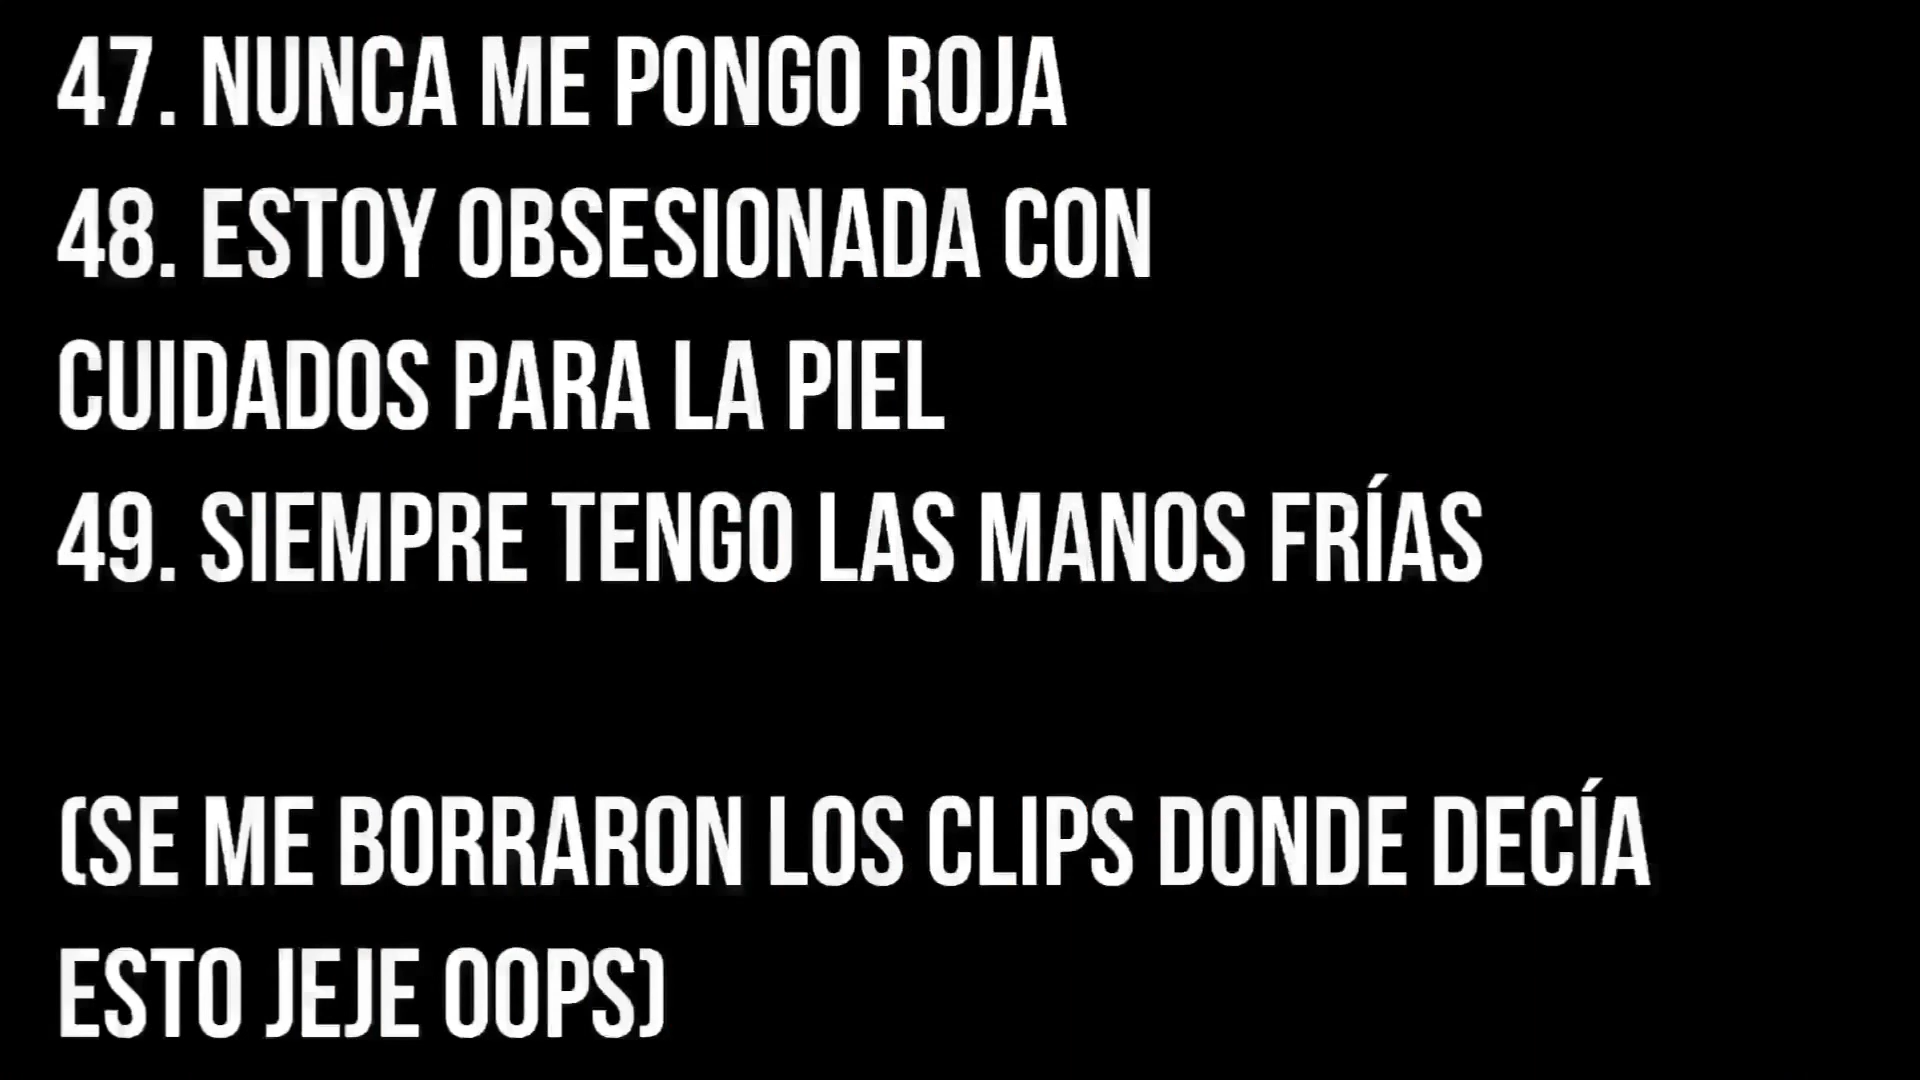 47. NUNCA ME PONGO ROJA
48. ESTOY OBSESIONADA CON
CUIDADOS PARA LA PIEL
49. SIEMPRE TENGO LAS MANOS FRÍAS
(SE ME BORRARON LOS CLIPS DONDE DECÍA
ESTO JEJE OOPS)